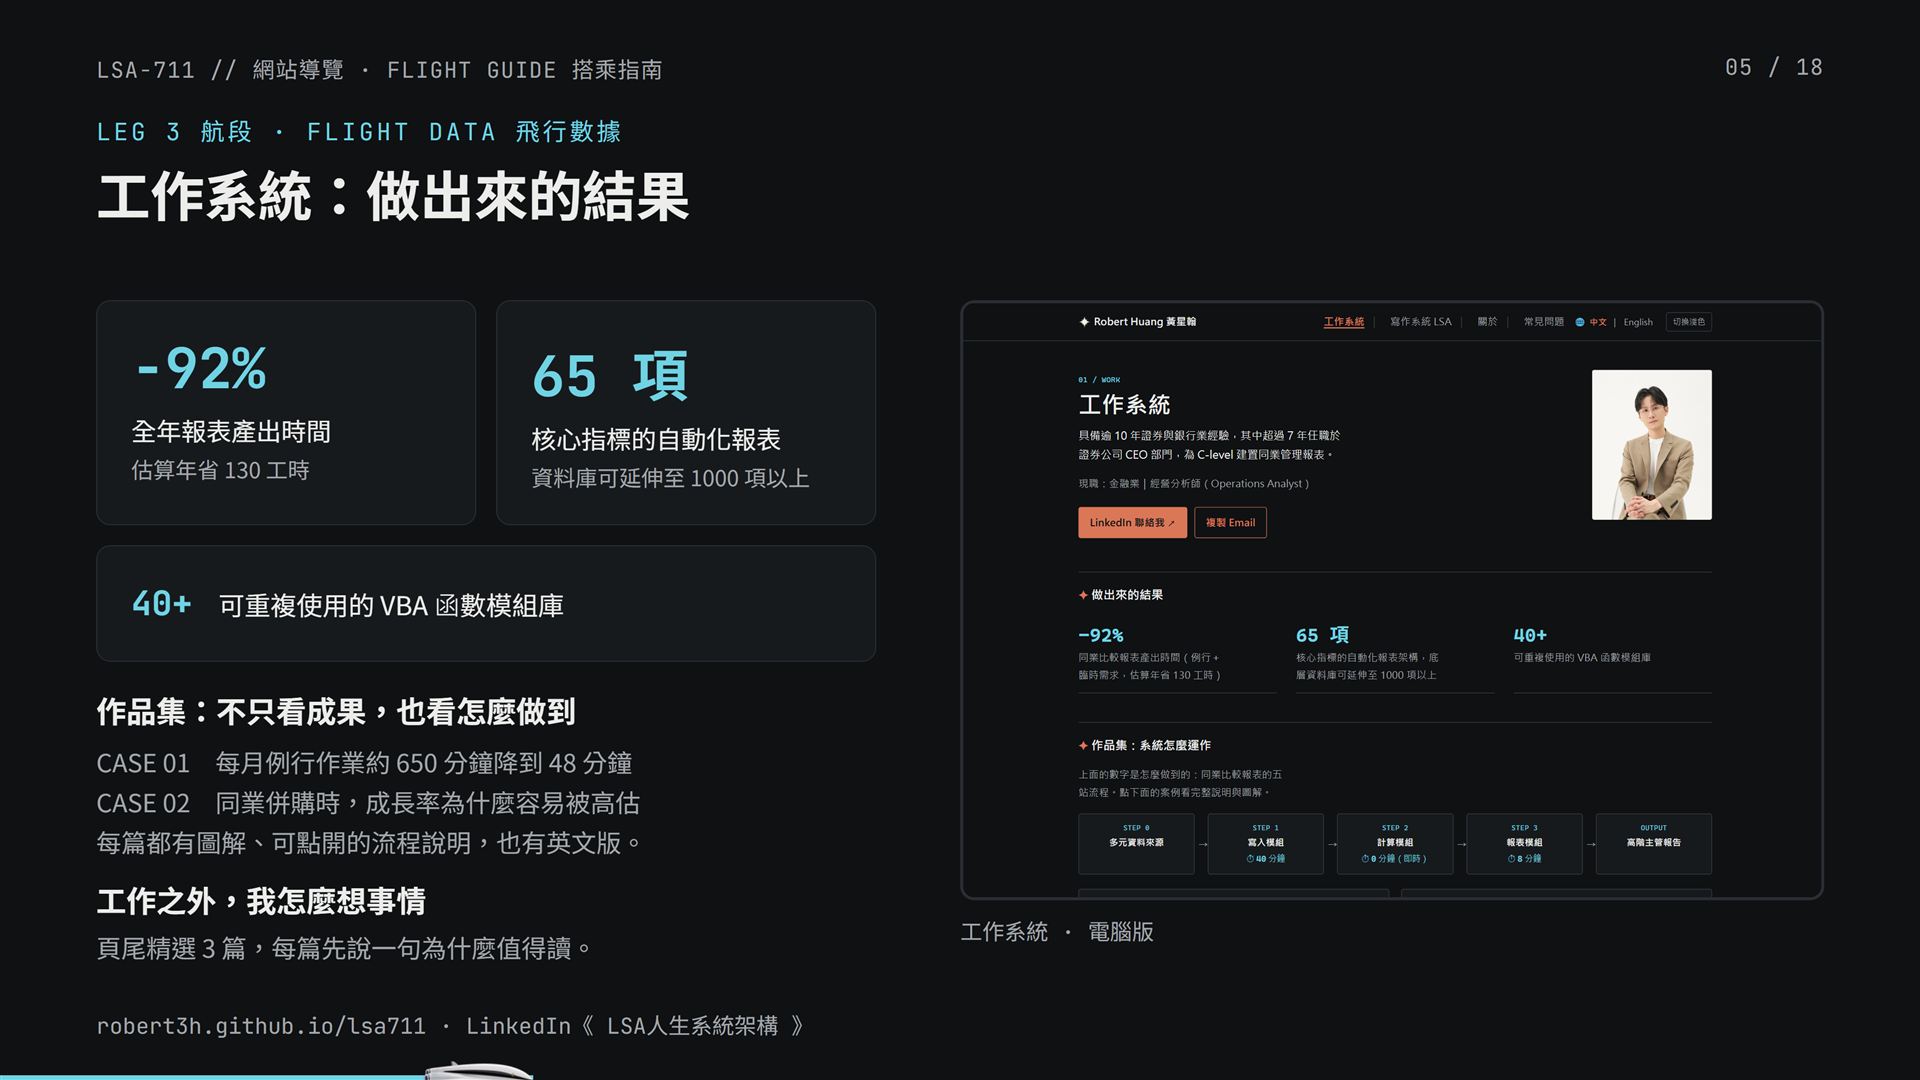 LSA-711 // 網站導覽 · FLIGHT GUIDE 搭乘指南
05 / 18
LEG 3 航段 · FLIGHT DATA 飛行數據
工作系統：做出來的結果
-92%
全年報表產出時間
估算年省 130 工時
65 項
核心指標的自動化報表
資料庫可延伸至 1000 項以上
40+ 可重複使用的 VBA 函數模組庫
作品集：不只看成果，也看怎麼做到
CASE 01 每月例行作業約 650 分鐘降到 48 分鐘
CASE 02 同業併購時，成長率為什麼容易被高估
每篇都有圖解、可點開的流程說明，也有英文版。
工作之外，我怎麼想事情
頁尾精選 3 篇，每篇先說一句為什麼值得讀。
✦ Robert Huang 黃星翰
工作系統 | 寫作系統 LSA | 關於 | 常見問題 中文 | English 切換淺色
01 / WORK
工作系統
具備逾 10 年證券與銀行業經驗，其中超過 7 年任職於
證券公司 CEO 部門，為 C-level 建置同業管理報表。
現職：金融業 | 經營分析師 ( Operations Analyst )
LinkedIn 聯絡我 ↗ 複製 Email
✦ 做出來的結果
−92%
同業比較報表產出時間 ( 例行 +
臨時需求，估算年省 130 工時 )
65 項
核心指標的自動化報表架構，底
層資料庫可延伸至 1000 項以上
40+
可重複使用的 VBA 函數模組庫
✦ 作品集：系統怎麼運作
上面的數字是怎麼做到的：同業比較報表的五
站流程。點下面的案例看完整說明與圖解。
STEP 0
多元資料來源
→
STEP 1
寫入模組
⏱ 40 分鐘
→
STEP 2
計算模組
⏱ 0 分鐘 ( 即時 )
→
STEP 3
報表模組
⏱ 8 分鐘
→
OUTPUT
高階主管報告
工作系統 · 電腦版
robert3h.github.io/lsa711 · LinkedIn《 LSA人生系統架構 》